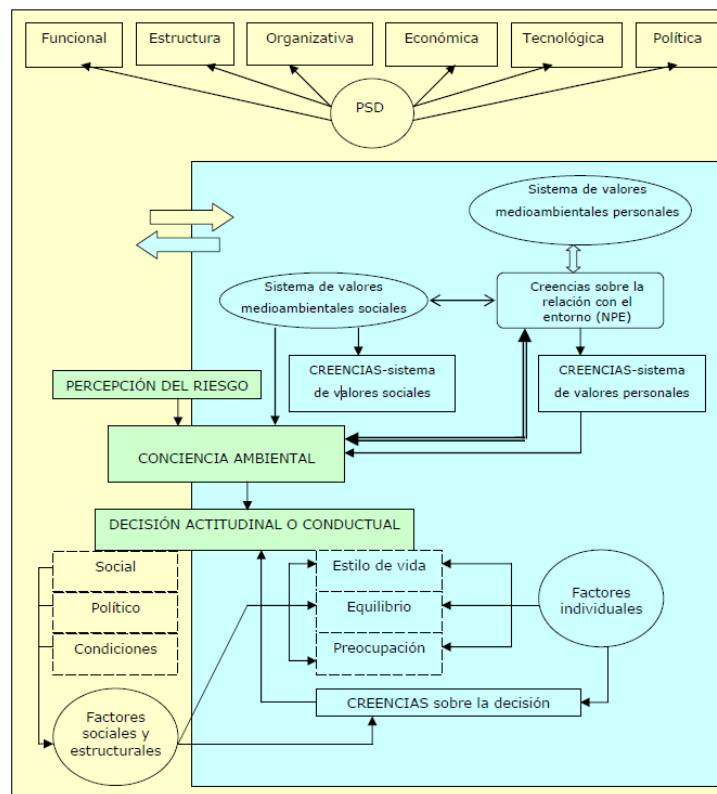 Funcional
Estructura
Organizativa
Económica
Tecnológica
Política
PSD
Sistema de valores
medioambientales personales
Sistema de valores
medioambientales sociales
Creencias sobre la
relación con el
entorno (NPE)
CREENCIAS-sistema
de valores sociales
CREENCIAS-sistema
de valores personales
PERCEPCIÓN DEL RIESGO
CONCIENCIA AMBIENTAL
DECISIÓN ACTITUDINAL O CONDUCTUAL
Social
Político
Condiciones
Estilo de vida
Equilibrio
Preocupación
Factores
individuales
CREENCIAS sobre la decisión
Factores
sociales y
estructurales